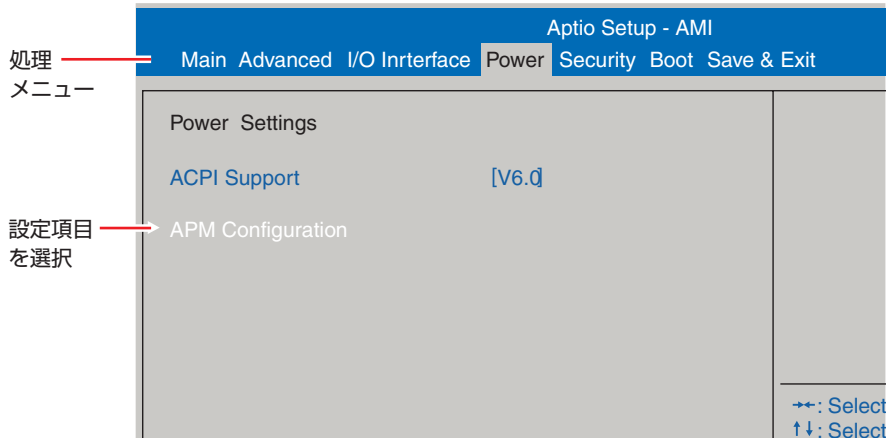 Aptio Setup - AMI
処理
メニュー
Main Advanced I/O Inrterface Power Security Boot Save & Exit
Power Settings
ACPI Support [V6.0]
設定項目
を選択
APM Configuration
→←: Select
↑↓: Select